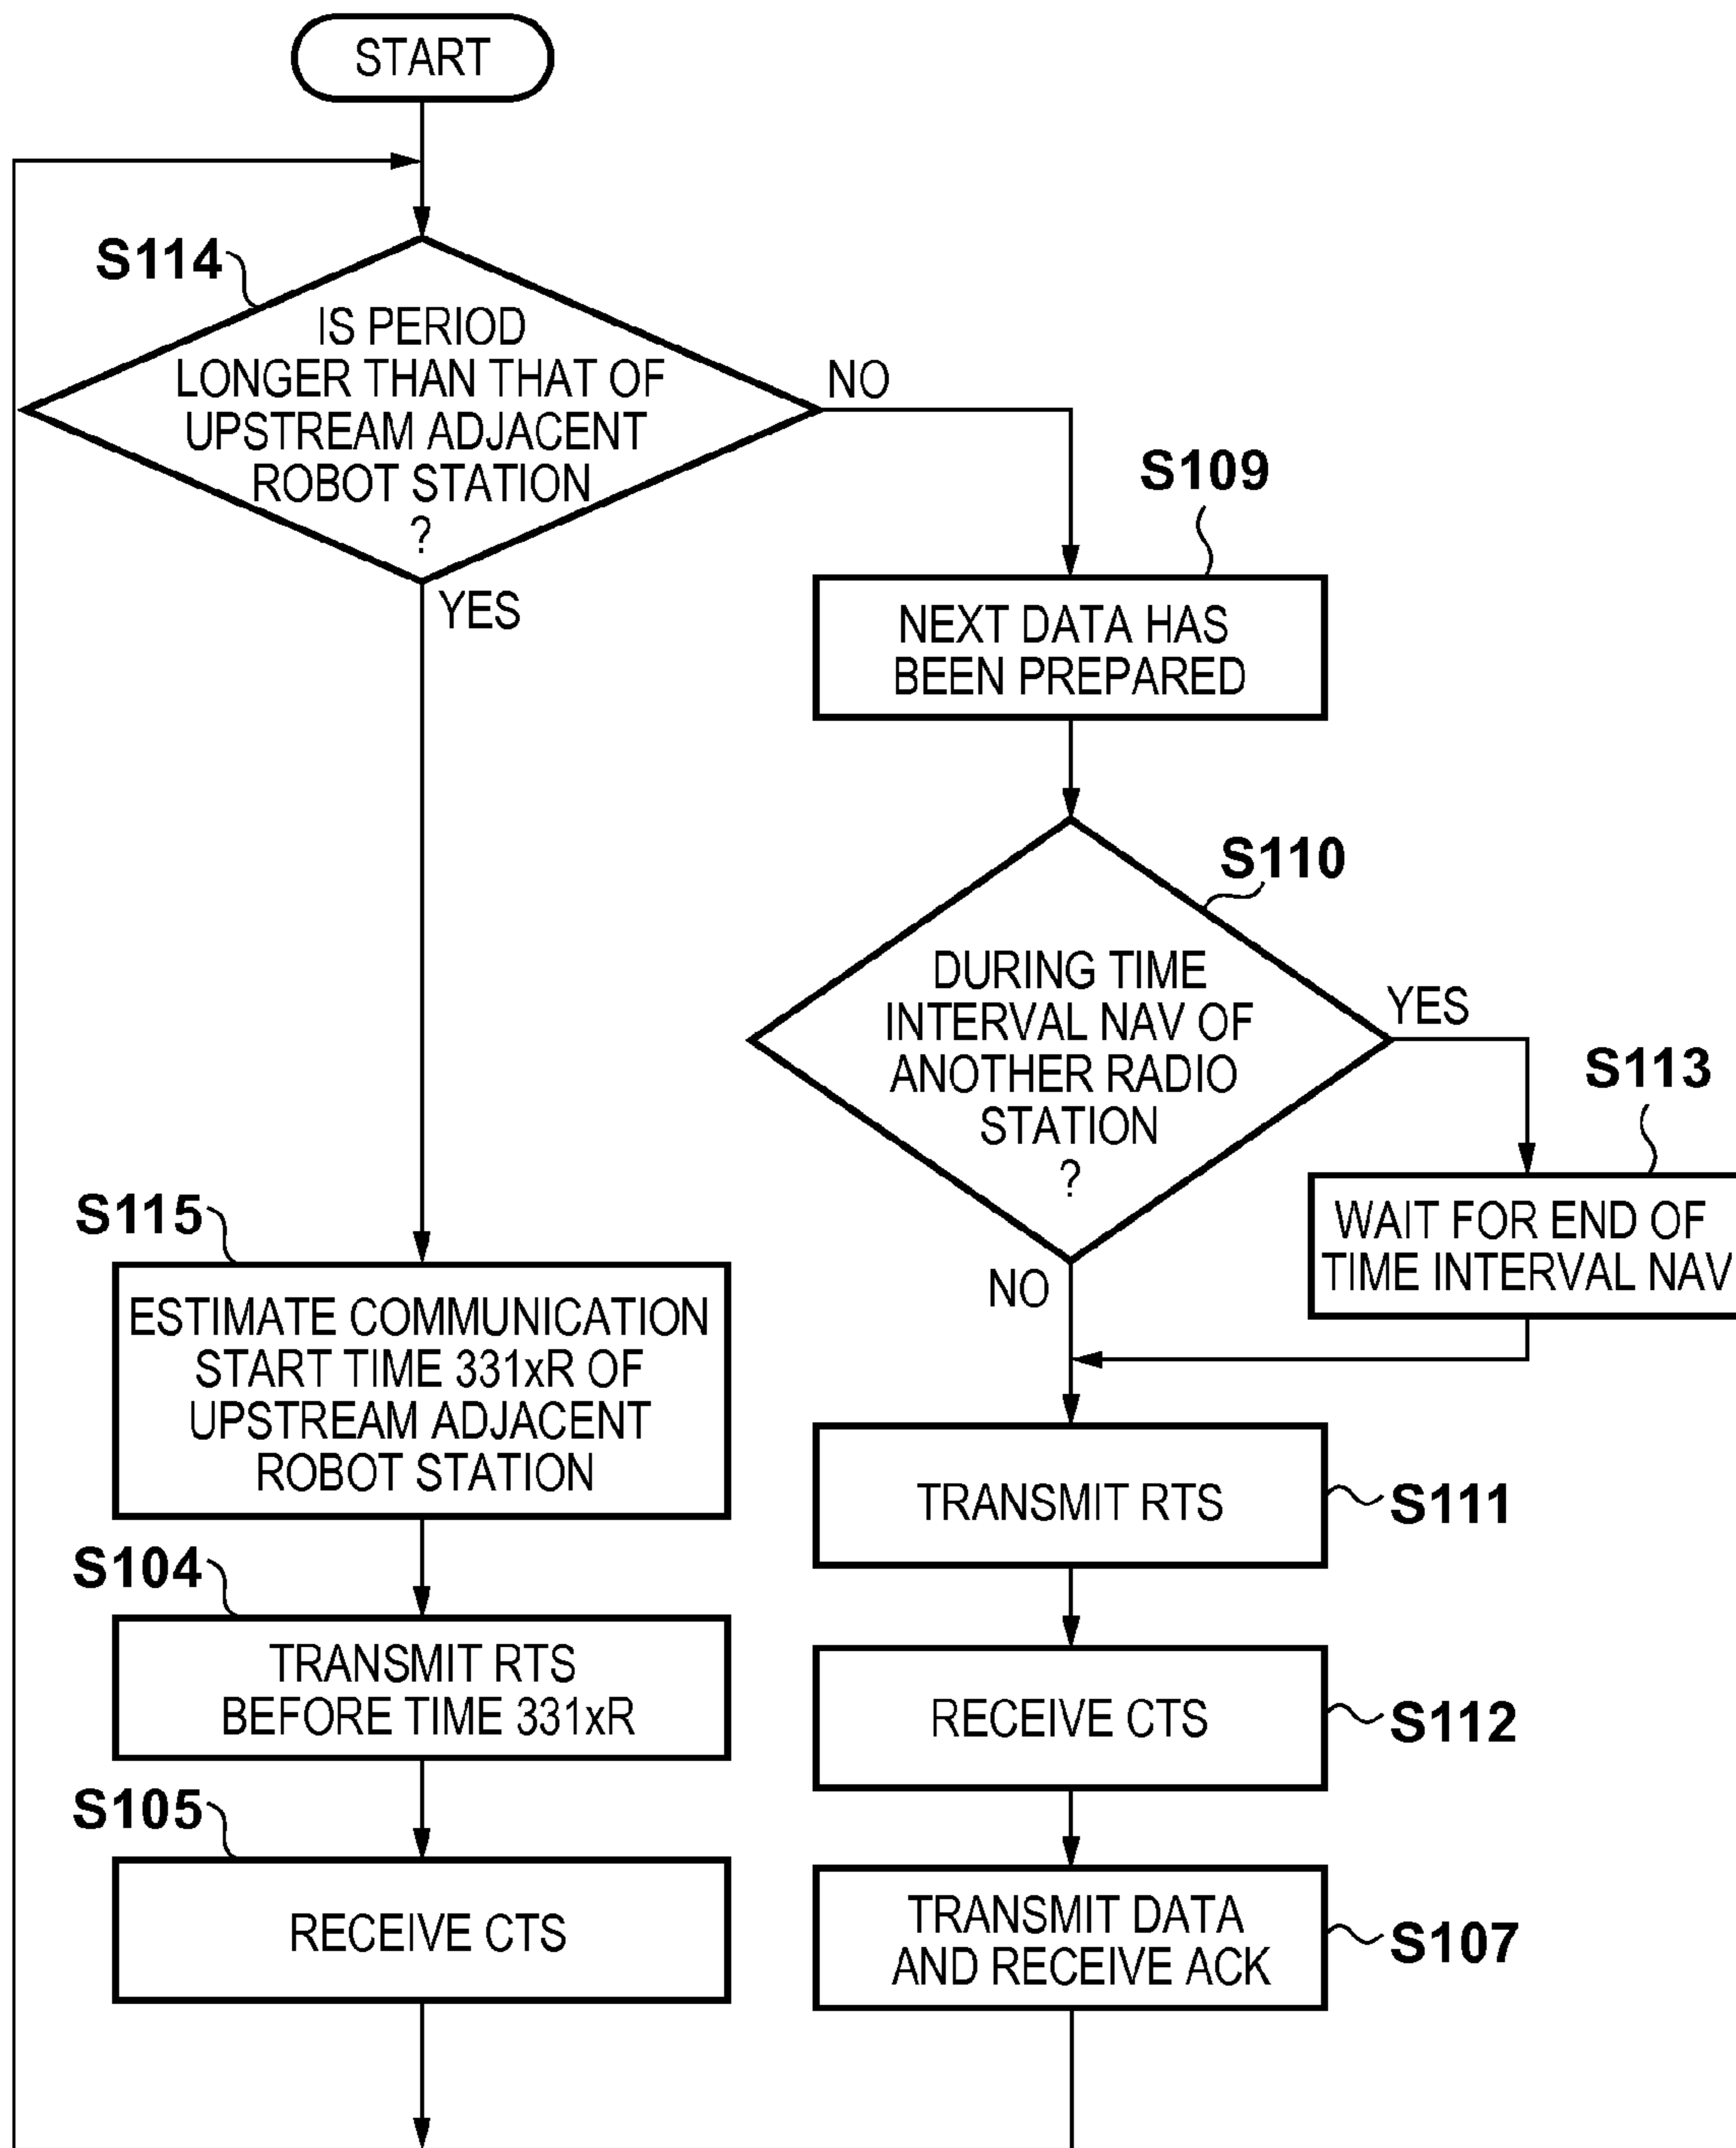 START
S114
IS PERIOD
LONGER THAN THAT OF
UPSTREAM ADJACENT
ROBOT STATION
?
NO
YES
S109
NEXT DATA HAS
BEEN PREPARED
S110
DURING TIME
INTERVAL NAV OF
ANOTHER RADIO
STATION
?
YES
NO
S113
WAIT FOR END OF
TIME INTERVAL NAV
S115
ESTIMATE COMMUNICATION
START TIME 331xR OF
UPSTREAM ADJACENT
ROBOT STATION
S104
TRANSMIT RTS
BEFORE TIME 331xR
S105
RECEIVE CTS
TRANSMIT RTS
S111
RECEIVE CTS
S112
TRANSMIT DATA
AND RECEIVE ACK
S107